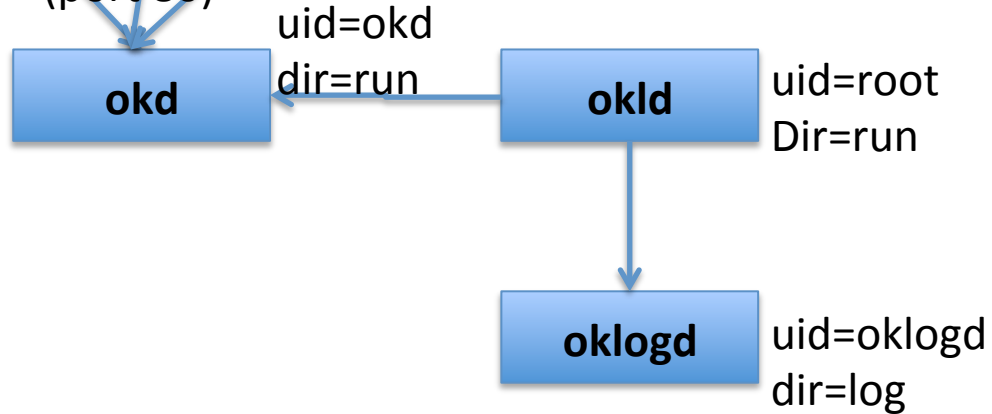 uid=okd
dir=run
okd
okld
uid=root
Dir=run
oklogd
uid=oklogd
dir=log